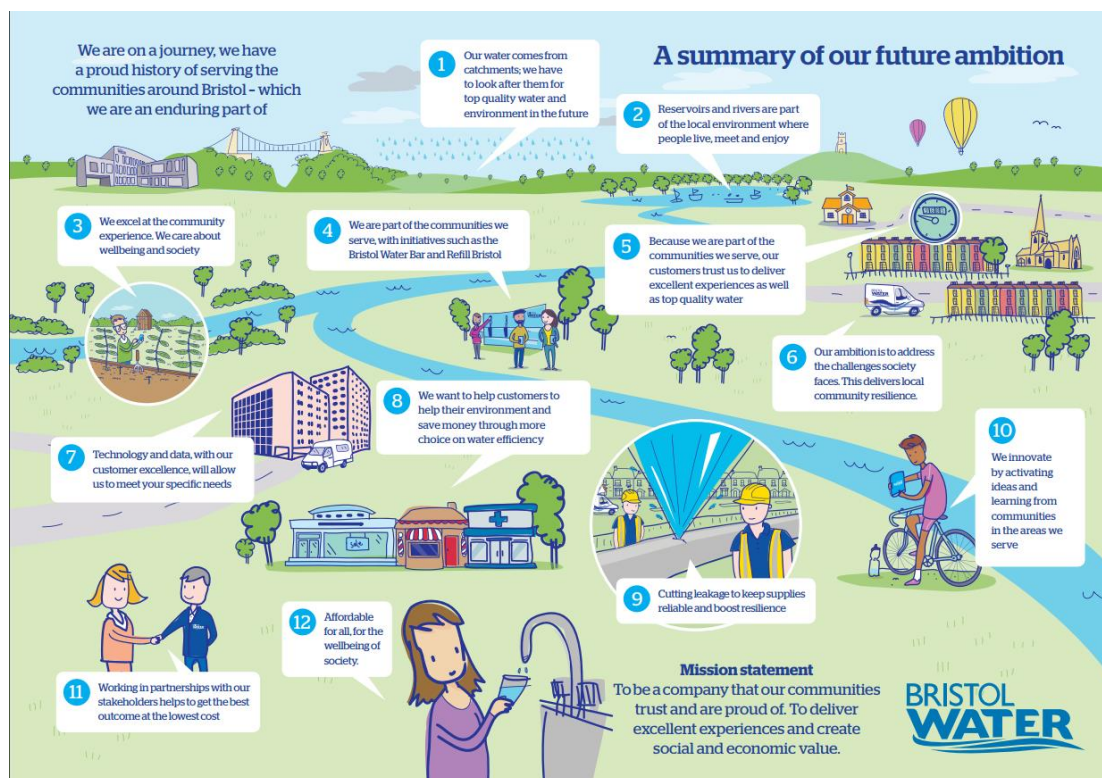 We are on a journey, we have
a proud history of serving the
communities around Bristol – which
we are an enduring part of
A summary of our future ambition
1
Our water comes from
catchments; we have
to look after them for
top quality water and
environment in the future
2
Reservoirs and rivers are part
of the local environment where
people live, meet and enjoy
3
We excel at the community
experience. We care about
wellbeing and society
4
We are part of the communities we
serve, with initiatives such as the
Bristol Water Bar and Refill Bristol
5
Because we are part of the
communities we serve, our
customers trust us to deliver
excellent experiences as well
as top quality water
WATER
6
Our ambition is to address
the challenges society
faces. This delivers local
community resilience.
7
Technology and data, with our
customer excellence, will allow
us to meet your specific needs
8
We want to help customers to
help their environment and
save money through more
choice on water efficiency
sale
9
Cutting leakage to keep supplies
reliable and boost resilience
10
We innovate
by activating
ideas and
learning from
communities
in the areas we
serve
11
Working in partnerships with our
stakeholders helps to get the best
outcome at the lowest cost
12
Affordable
for all, for the
wellbeing of
society.
Mission statement
To be a company that our communities
trust and are proud of. To deliver
excellent experiences and create
social and economic value.
BRISTOL
WATER